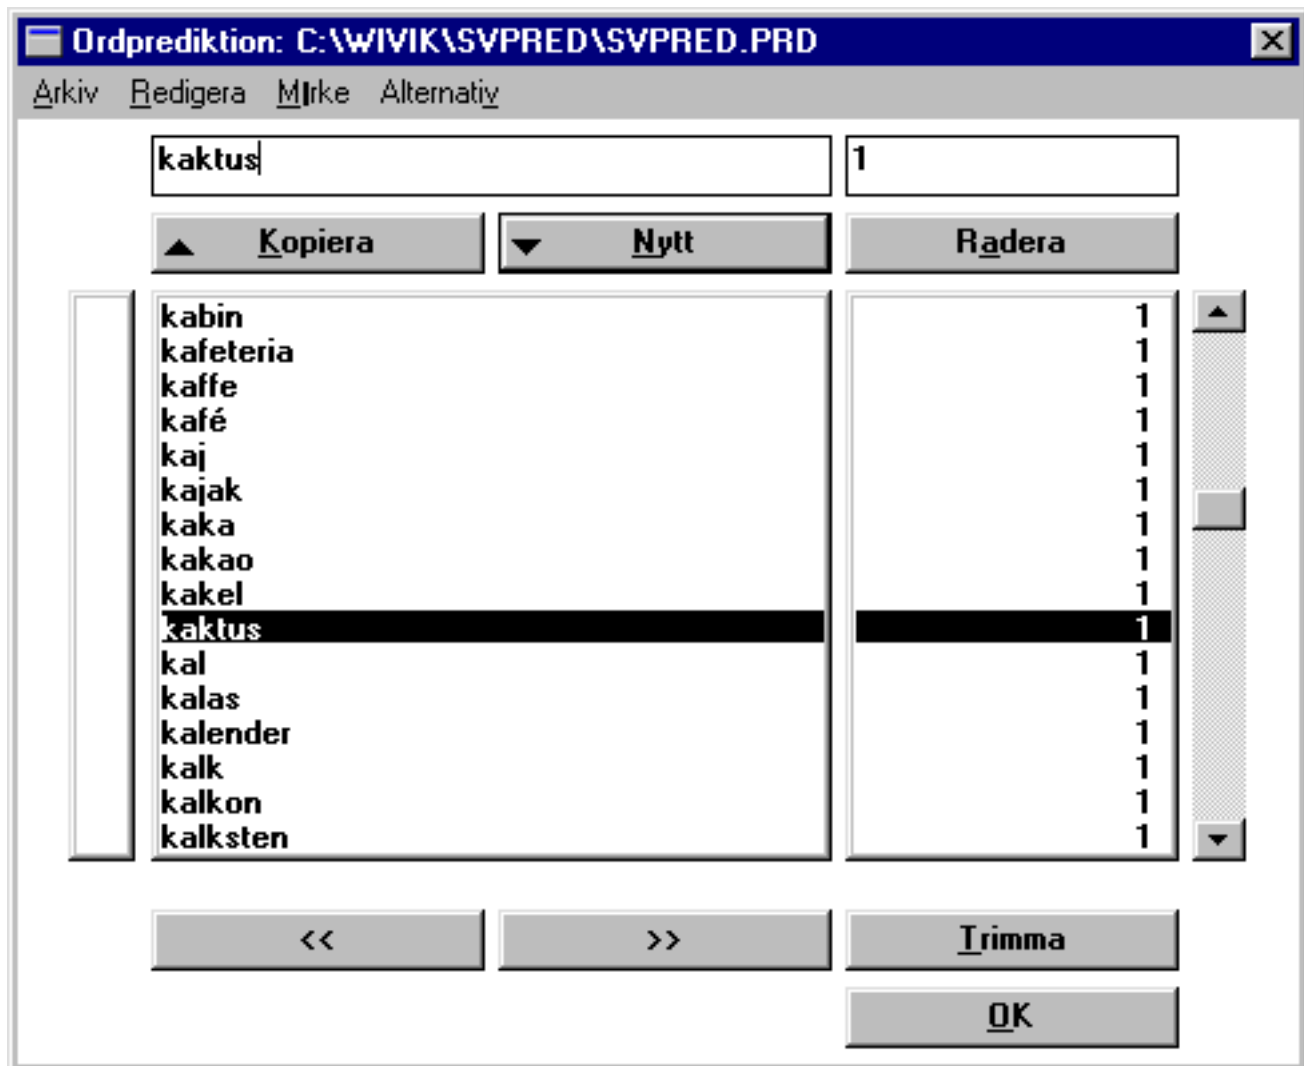 Ordprediktion: C:\WIVIK\SVPRED\SVPRED.PRD
Arkiv Redigera MIrke Alternativ
kaktus 1
Kopiera Nytt Radera
kabin 1
kafeteria 1
kaffe 1
kafé 1
kaj 1
kajak 1
kaka 1
kakao 1
kakel 1
kaktus 1
kal 1
kalas 1
kalender 1
kalk 1
kalkon 1
kalksten 1
<< >> Trimma
OK